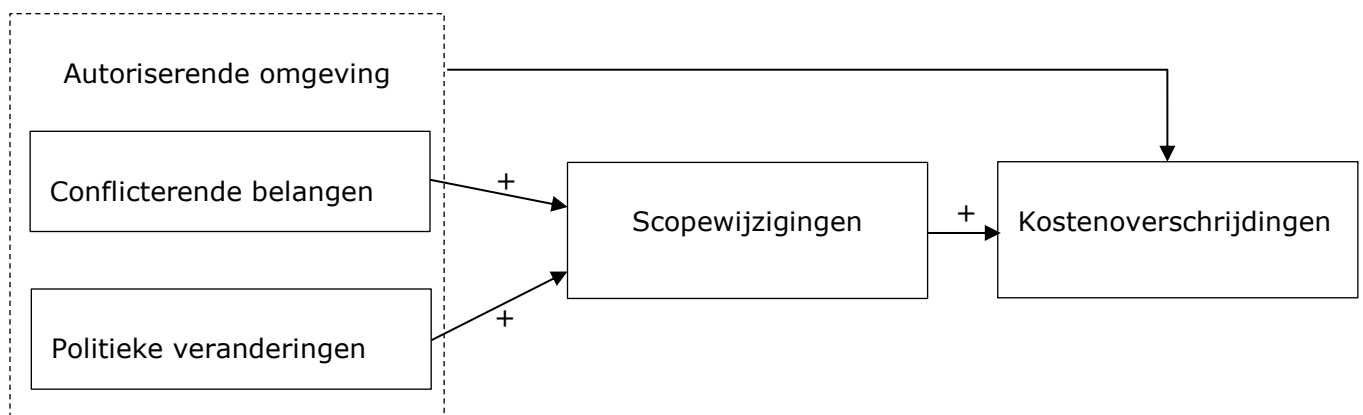 Autoriserende omgeving
Conflicterende belangen
+
Scopewijzigingen
+
Kostenoverschrijdingen
+
Politieke veranderingen